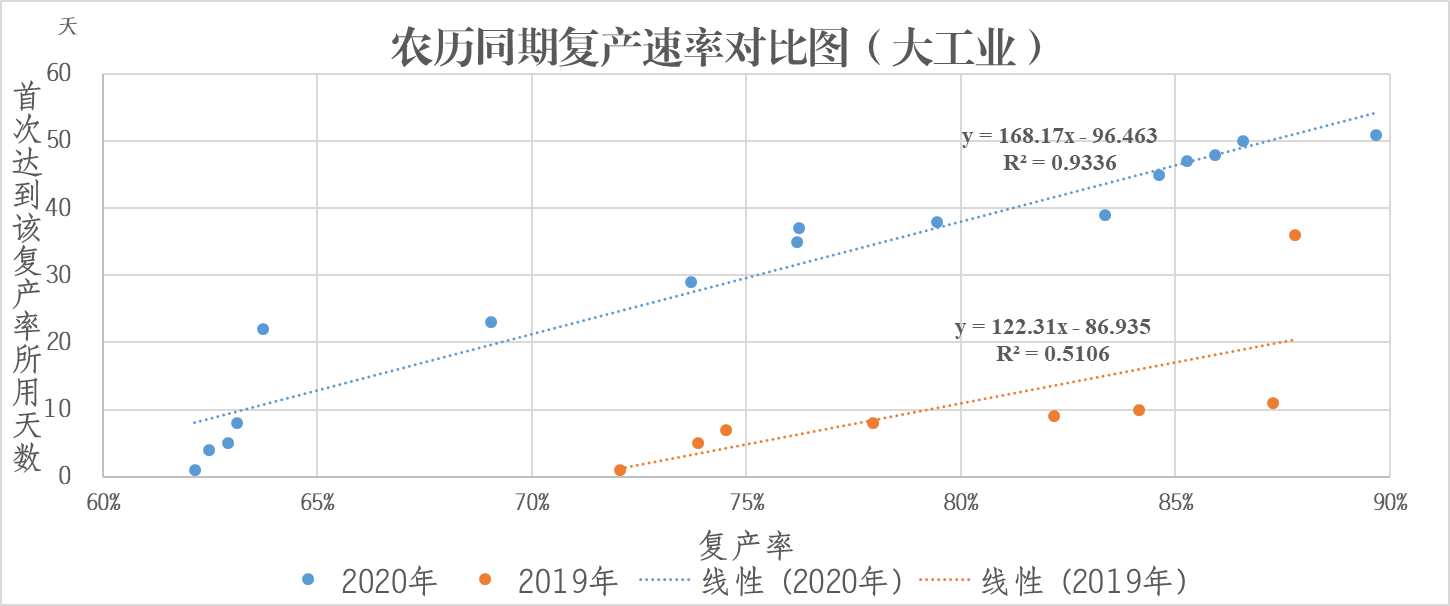 天
农历同期复产速率对比图（大工业）
首次达到该复产率所用天数
60
50
40
30
20
10
0
y = 168.17x - 96.463
R² = 0.9336
y = 122.31x - 86.935
R² = 0.5106
60% 65% 70% 75% 80% 85% 90%
复产率
2020年 2019年 线性 (2020年) 线性 (2019年)